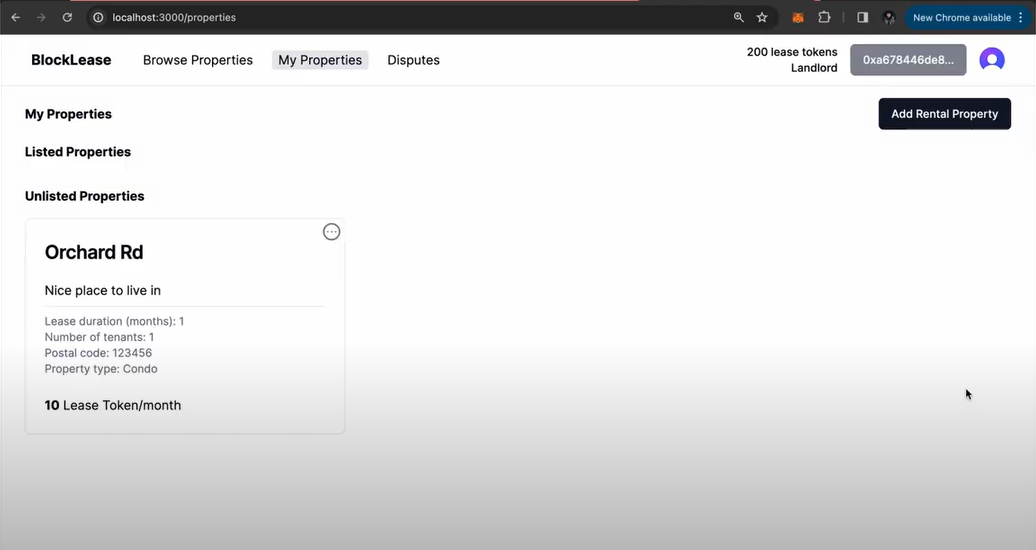 localhost:3000/properties
New Chrome available
BlockLease
Browse Properties
My Properties
Disputes
200 lease tokens
Landlord
0xa678446de8...
My Properties
Add Rental Property
Listed Properties
Unlisted Properties
Orchard Rd
Nice place to live in
Lease duration (months): 1
Number of tenants: 1
Postal code: 123456
Property type: Condo
10 Lease Token/month